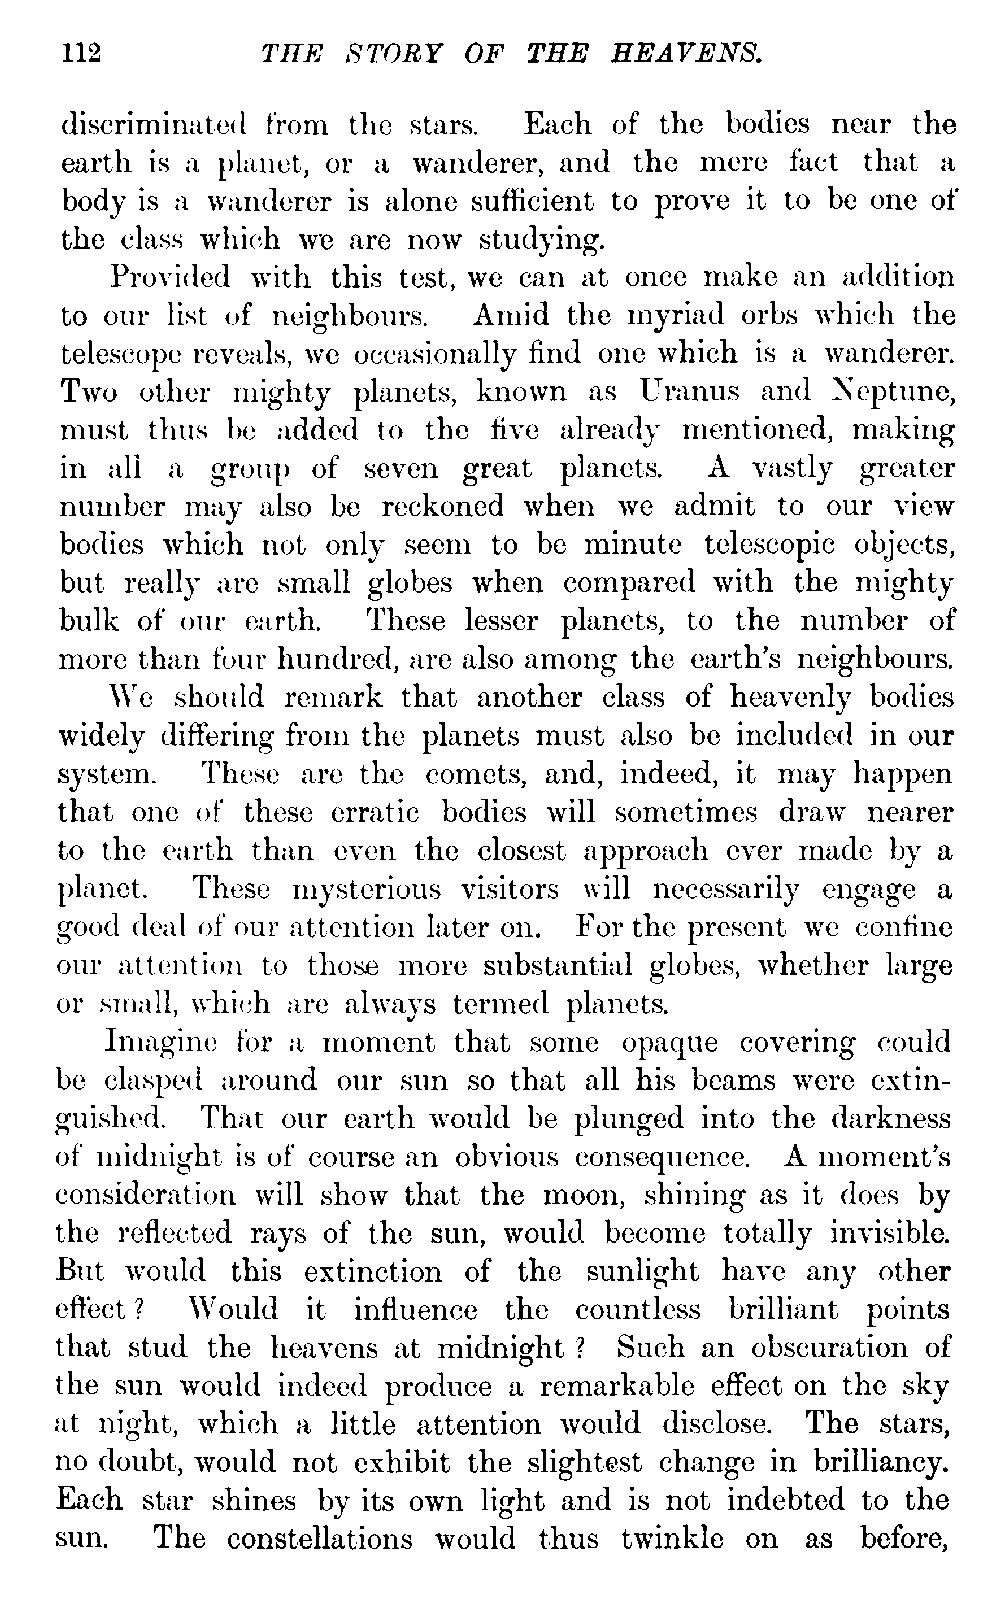 112 THE STORY OF THE HEAVENS.
discriminated from the stars. Each of the bodies near the
earth is a planet, or a wanderer, and the mere fact that a
body is a wanderer is alone sufficient to prove it to be one of
the class which we are now studying.
Provided with this test, we can at once make an addition
to our list of neighbours. Amid the myriad orbs which the
telescope reveals, we occasionally find one which is a wanderer.
Two other mighty planets, known as Uranus and Neptune,
must thus be added to the five already mentioned, making
in all a group of seven great planets. A vastly greater
number may also be reckoned when we admit to our view
bodies which not only seem to be minute telescopic objects,
but really are small globes when compared with the mighty
bulk of our earth. These lesser planets, to the number of
more than four hundred, are also among the earth's neighbours.
We should remark that another class of heavenly bodies
widely differing from the planets must also be included in our
system. These are the comets, and, indeed, it may happen
that one of these erratic bodies will sometimes draw nearer
to the earth than even the closest approach ever made by a
planet. These mysterious visitors will necessarily engage a
good deal of our attention later on. For the present we confine
our attention to those more substantial globes, whether large
or small, which are always termed planets.
Imagine for a moment that some opaque covering could
be clasped around our sun so that all his beams were extin-
guished. That our earth would be plunged into the darkness
of midnight is of course an obvious consequence. A moment's
consideration will show that the moon, shining as it does by
the reflected rays of the sun, would become totally invisible.
But would this extinction of the sunlight have any other
effect? Would it influence the countless brilliant points
that stud the heavens at midnight? Such an obscuration of
the sun would indeed produce a remarkable effect on the sky
at night, which a little attention would disclose. The stars,
no doubt, would not exhibit the slightest change in brilliancy.
Each star shines by its own light and is not indebted to the
sun. The constellations would thus twinkle on as before,